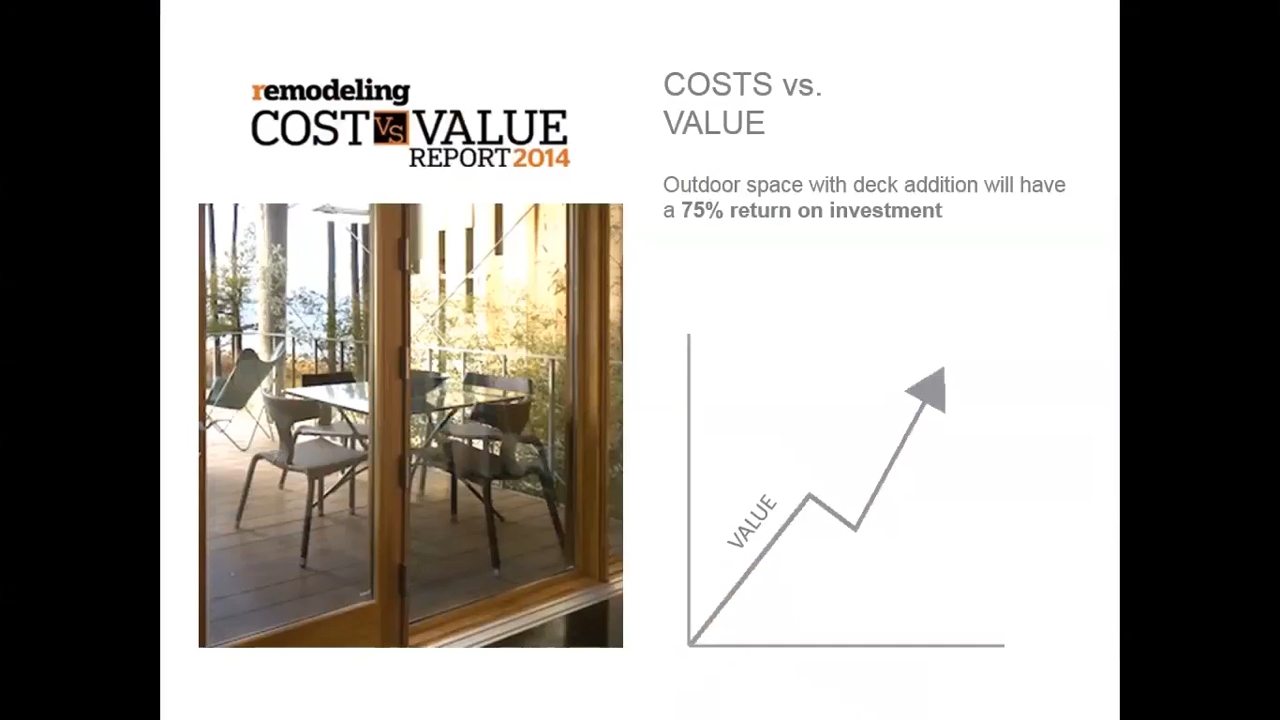 remodeling
COST VS VALUE
REPORT 2014
COSTS vs.
VALUE
Outdoor space with deck addition will have
a 75% return on investment
VALUE